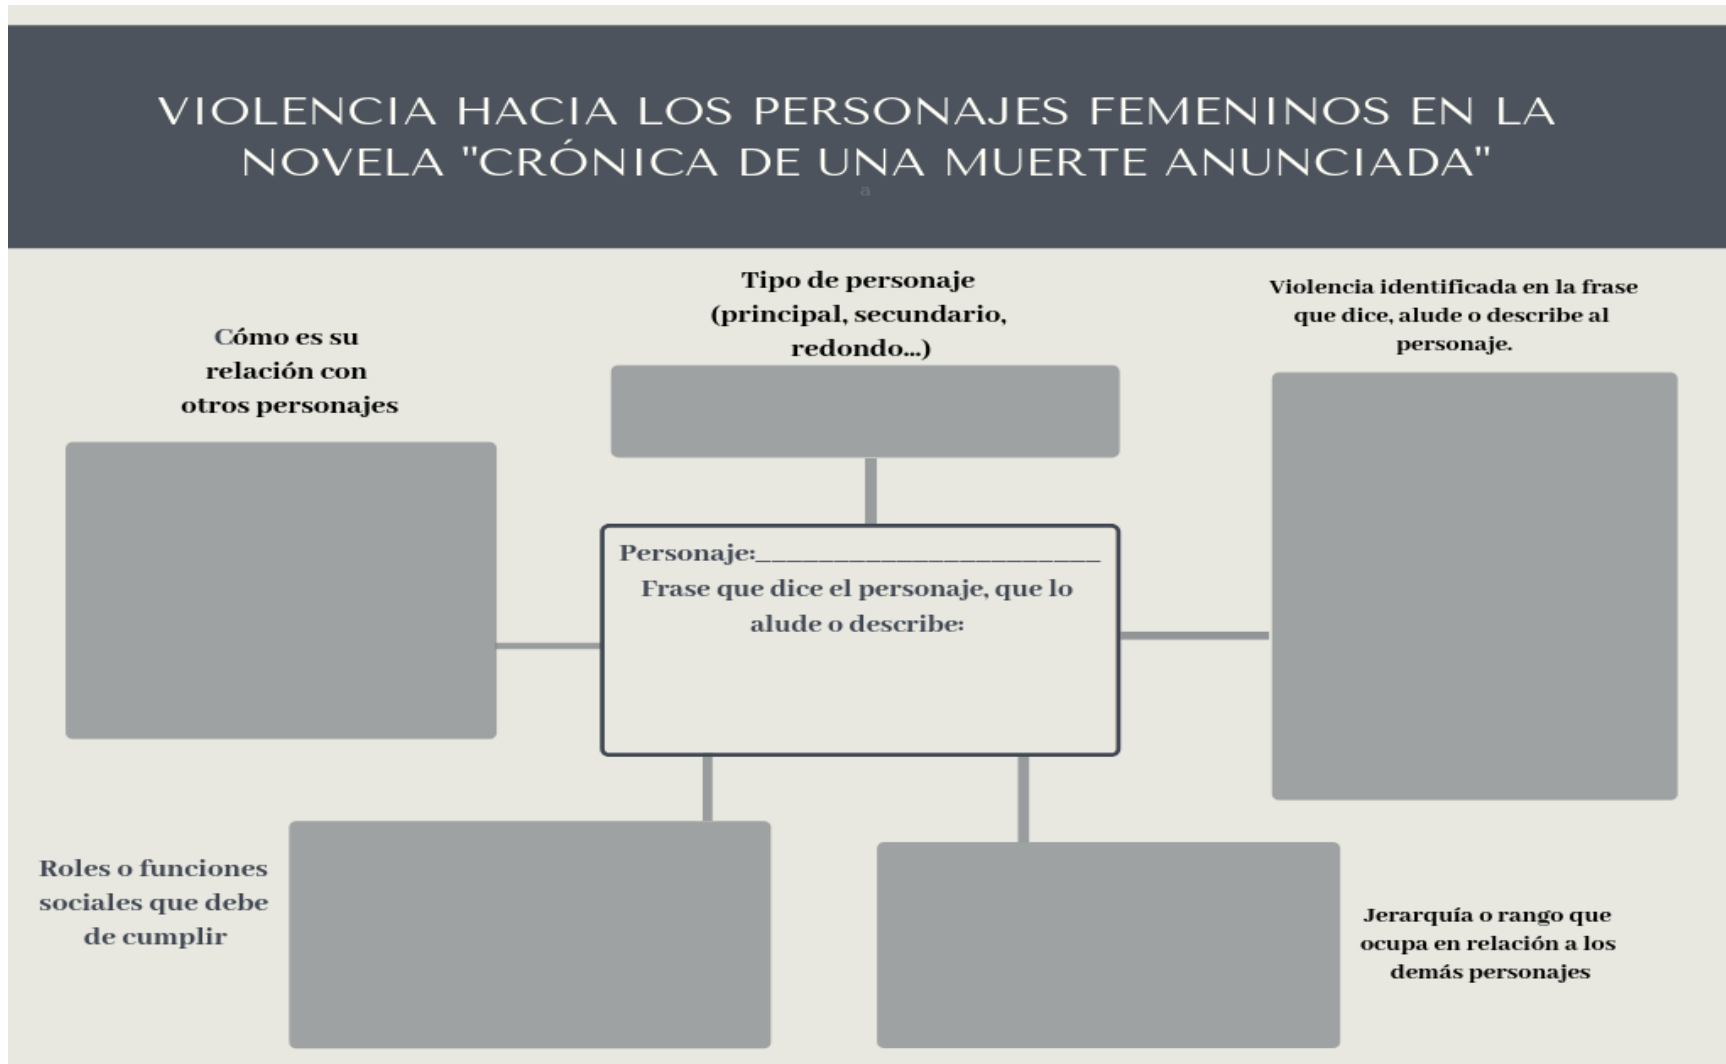 VIOLENCIA HACIA LOS PERSONAJES FEMENINOS EN LA
NOVELA "CRÓNICA DE UNA MUERTE ANUNCIADA"
a
Cómo es su
relación con
otros personajes
Tipo de personaje
(principal, secundario,
redondo...)
Violencia identificada en la frase
que dice, alude o describe al
personaje.
Personaje:_______________________
Frase que dice el personaje, que lo
alude o describe:
Roles o funciones
sociales que debe
de cumplir
Jerarquía o rango que
ocupa en relación a los
demás personajes